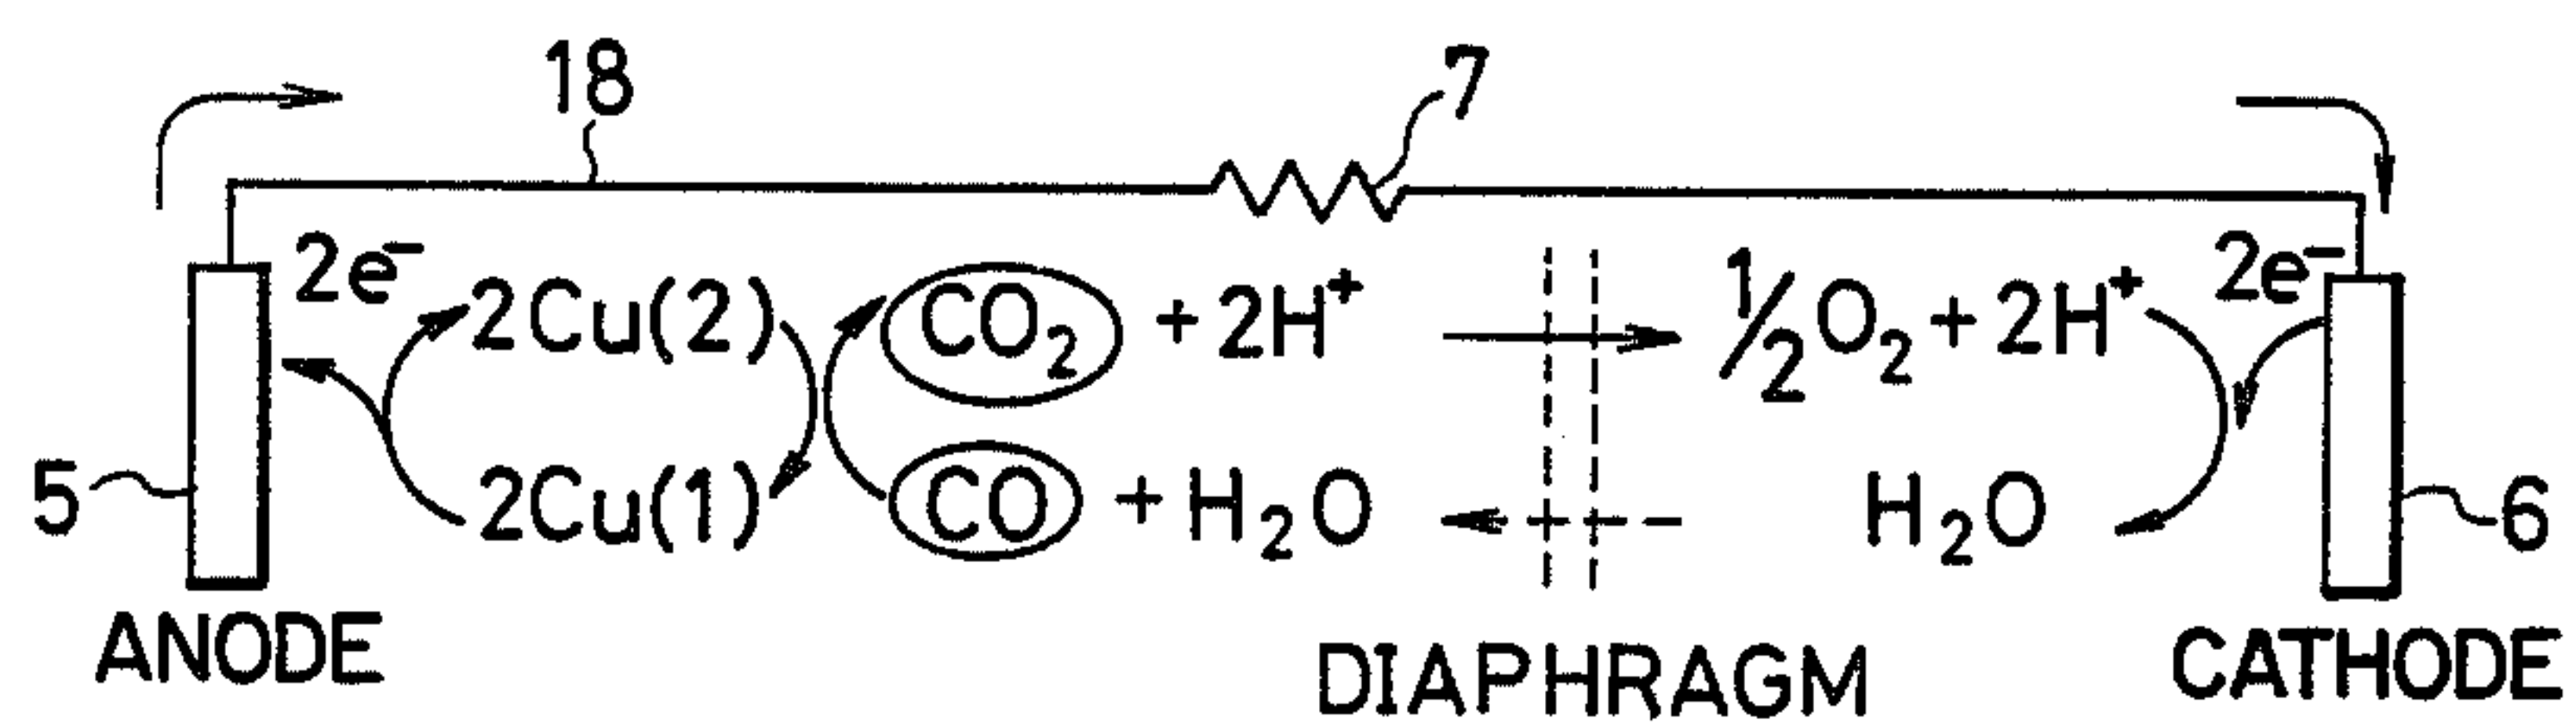 18 7
2e⁻ 2Cu(2) CO₂ + 2H⁺ ½O₂ + 2H⁺ 2e⁻
5 2Cu(1) CO + H₂O H₂O 6
ANODE DIAPHRAGM CATHODE